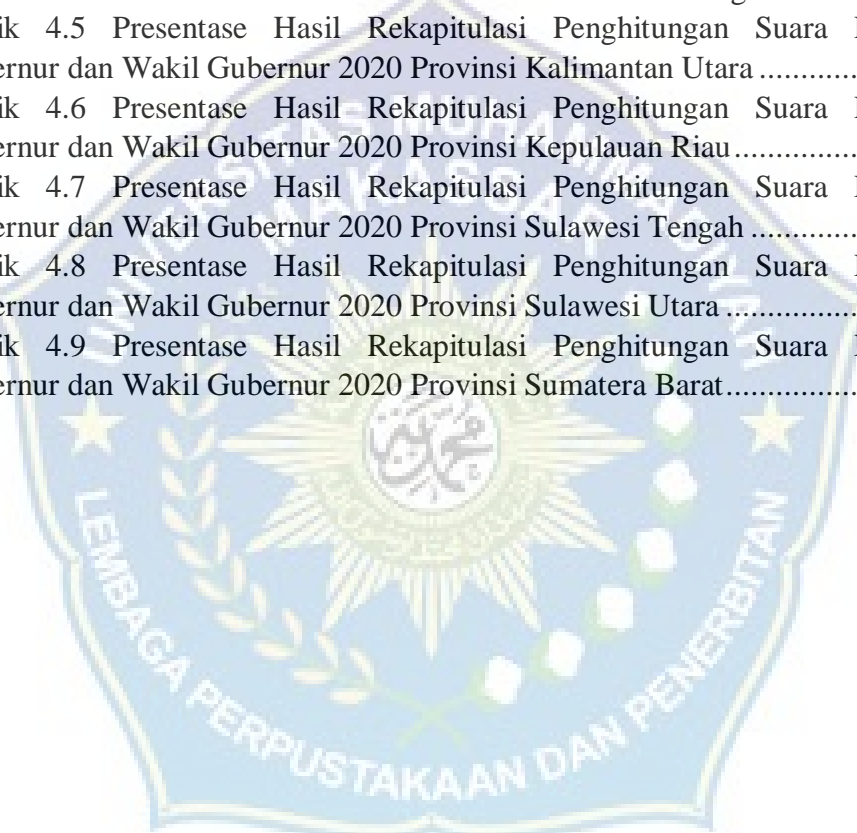 ik 4.5 Presentase Hasil Rekapitulasi Penghitungan Suara
ernur dan Wakil Gubernur 2020 Provinsi Kalimantan Utara .............
ik 4.6 Presentase Hasil Rekapitulasi Penghitungan Suara
ernur dan Wakil Gubernur 2020 Provinsi Kepulauan Riau ................
ik 4.7 Presentase Hasil Rekapitulasi Penghitungan Suara
ernur dan Wakil Gubernur 2020 Provinsi Sulawesi Tengah ..............
ik 4.8 Presentase Hasil Rekapitulasi Penghitungan Suara
ernur dan Wakil Gubernur 2020 Provinsi Sulawesi Utara .................
ik 4.9 Presentase Hasil Rekapitulasi Penghitungan Suara
ernur dan Wakil Gubernur 2020 Provinsi Sumatera Barat.................
UNIVERSITAS MUHAMMADIYAH
MAKASSAR
LEMBAGA PERPUSTAKAAN DAN PENERBITAN